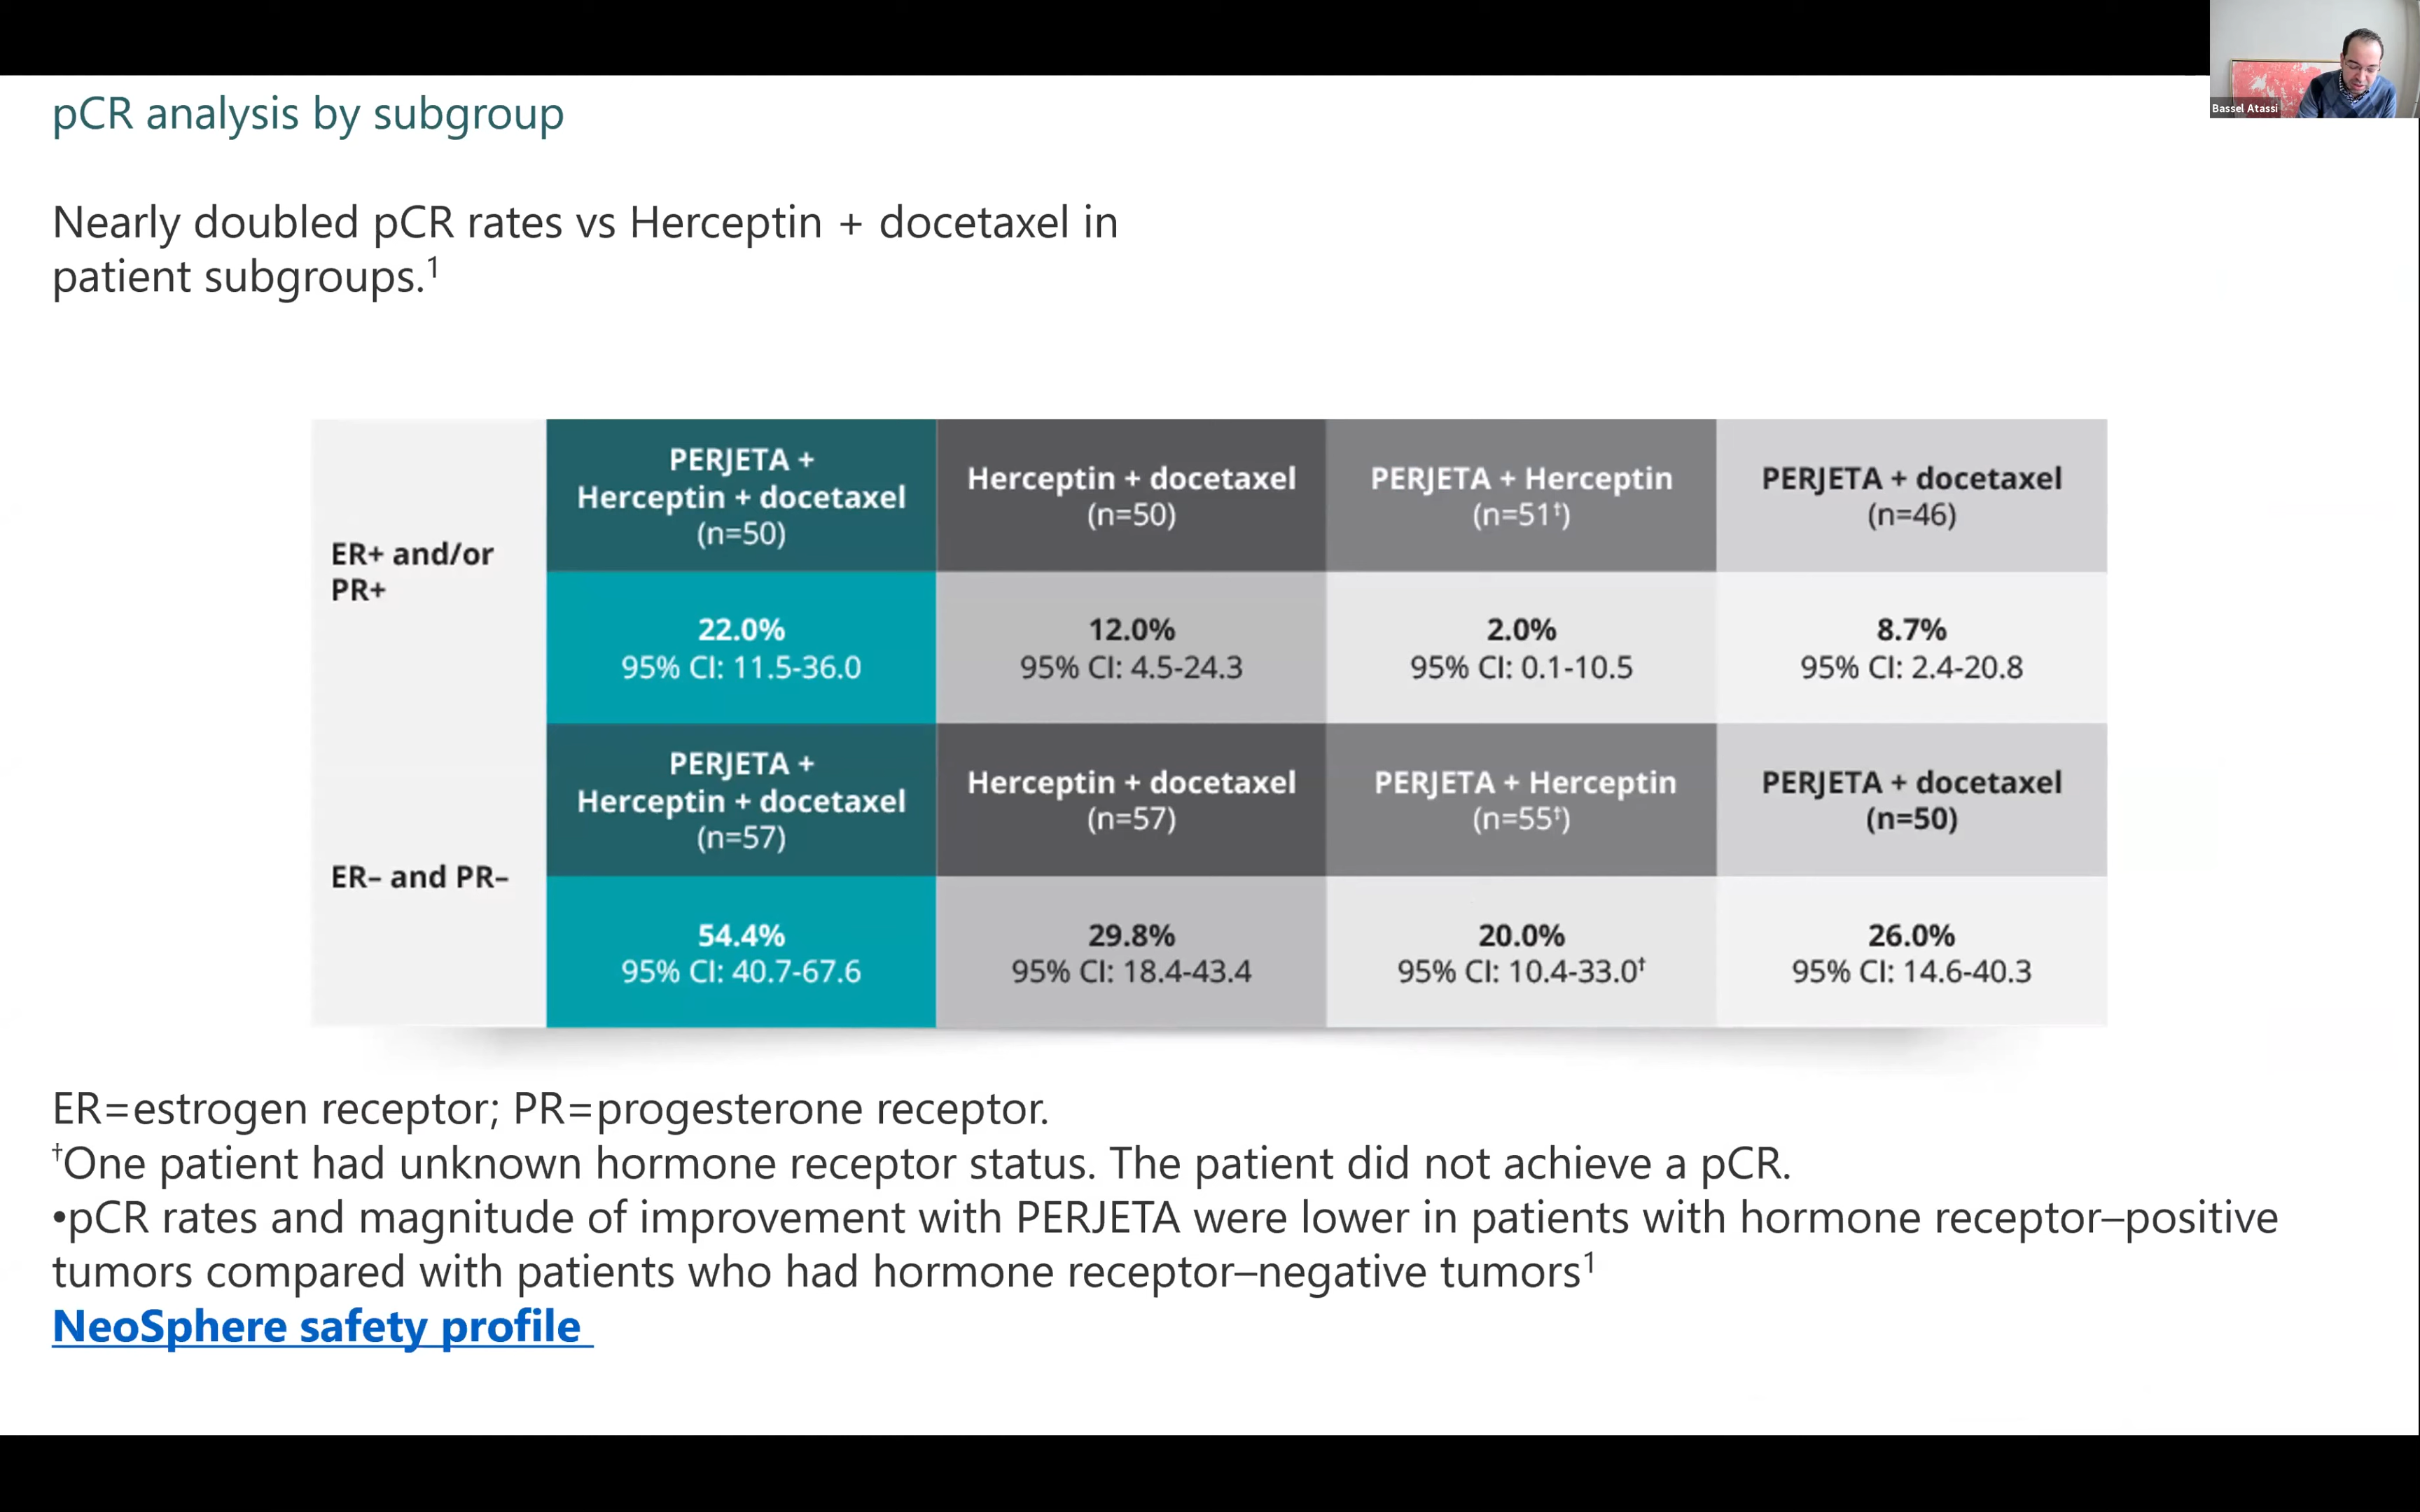 Bassel Atassi
pCR analysis by subgroup
Nearly doubled pCR rates vs Herceptin + docetaxel in
patient subgroups.1
ER+ and/or
PR+
PERJETA +
Herceptin + docetaxel
(n=50)
Herceptin + docetaxel
(n=50)
PERJETA + Herceptin
(n=51‡)
PERJETA + docetaxel
(n=46)
22.0%
95% CI: 11.5-36.0
12.0%
95% CI: 4.5-24.3
2.0%
95% CI: 0.1-10.5
8.7%
95% CI: 2.4-20.8
ER– and PR–
PERJETA +
Herceptin + docetaxel
(n=57)
Herceptin + docetaxel
(n=57)
PERJETA + Herceptin
(n=55‡)
PERJETA + docetaxel
(n=50)
54.4%
95% CI: 40.7-67.6
29.8%
95% CI: 18.4-43.4
20.0%
95% CI: 10.4-33.0†
26.0%
95% CI: 14.6-40.3
ER=estrogen receptor; PR=progesterone receptor.
†One patient had unknown hormone receptor status. The patient did not achieve a pCR.
•pCR rates and magnitude of improvement with PERJETA were lower in patients with hormone receptor–positive
tumors compared with patients who had hormone receptor–negative tumors1
NeoSphere safety profile